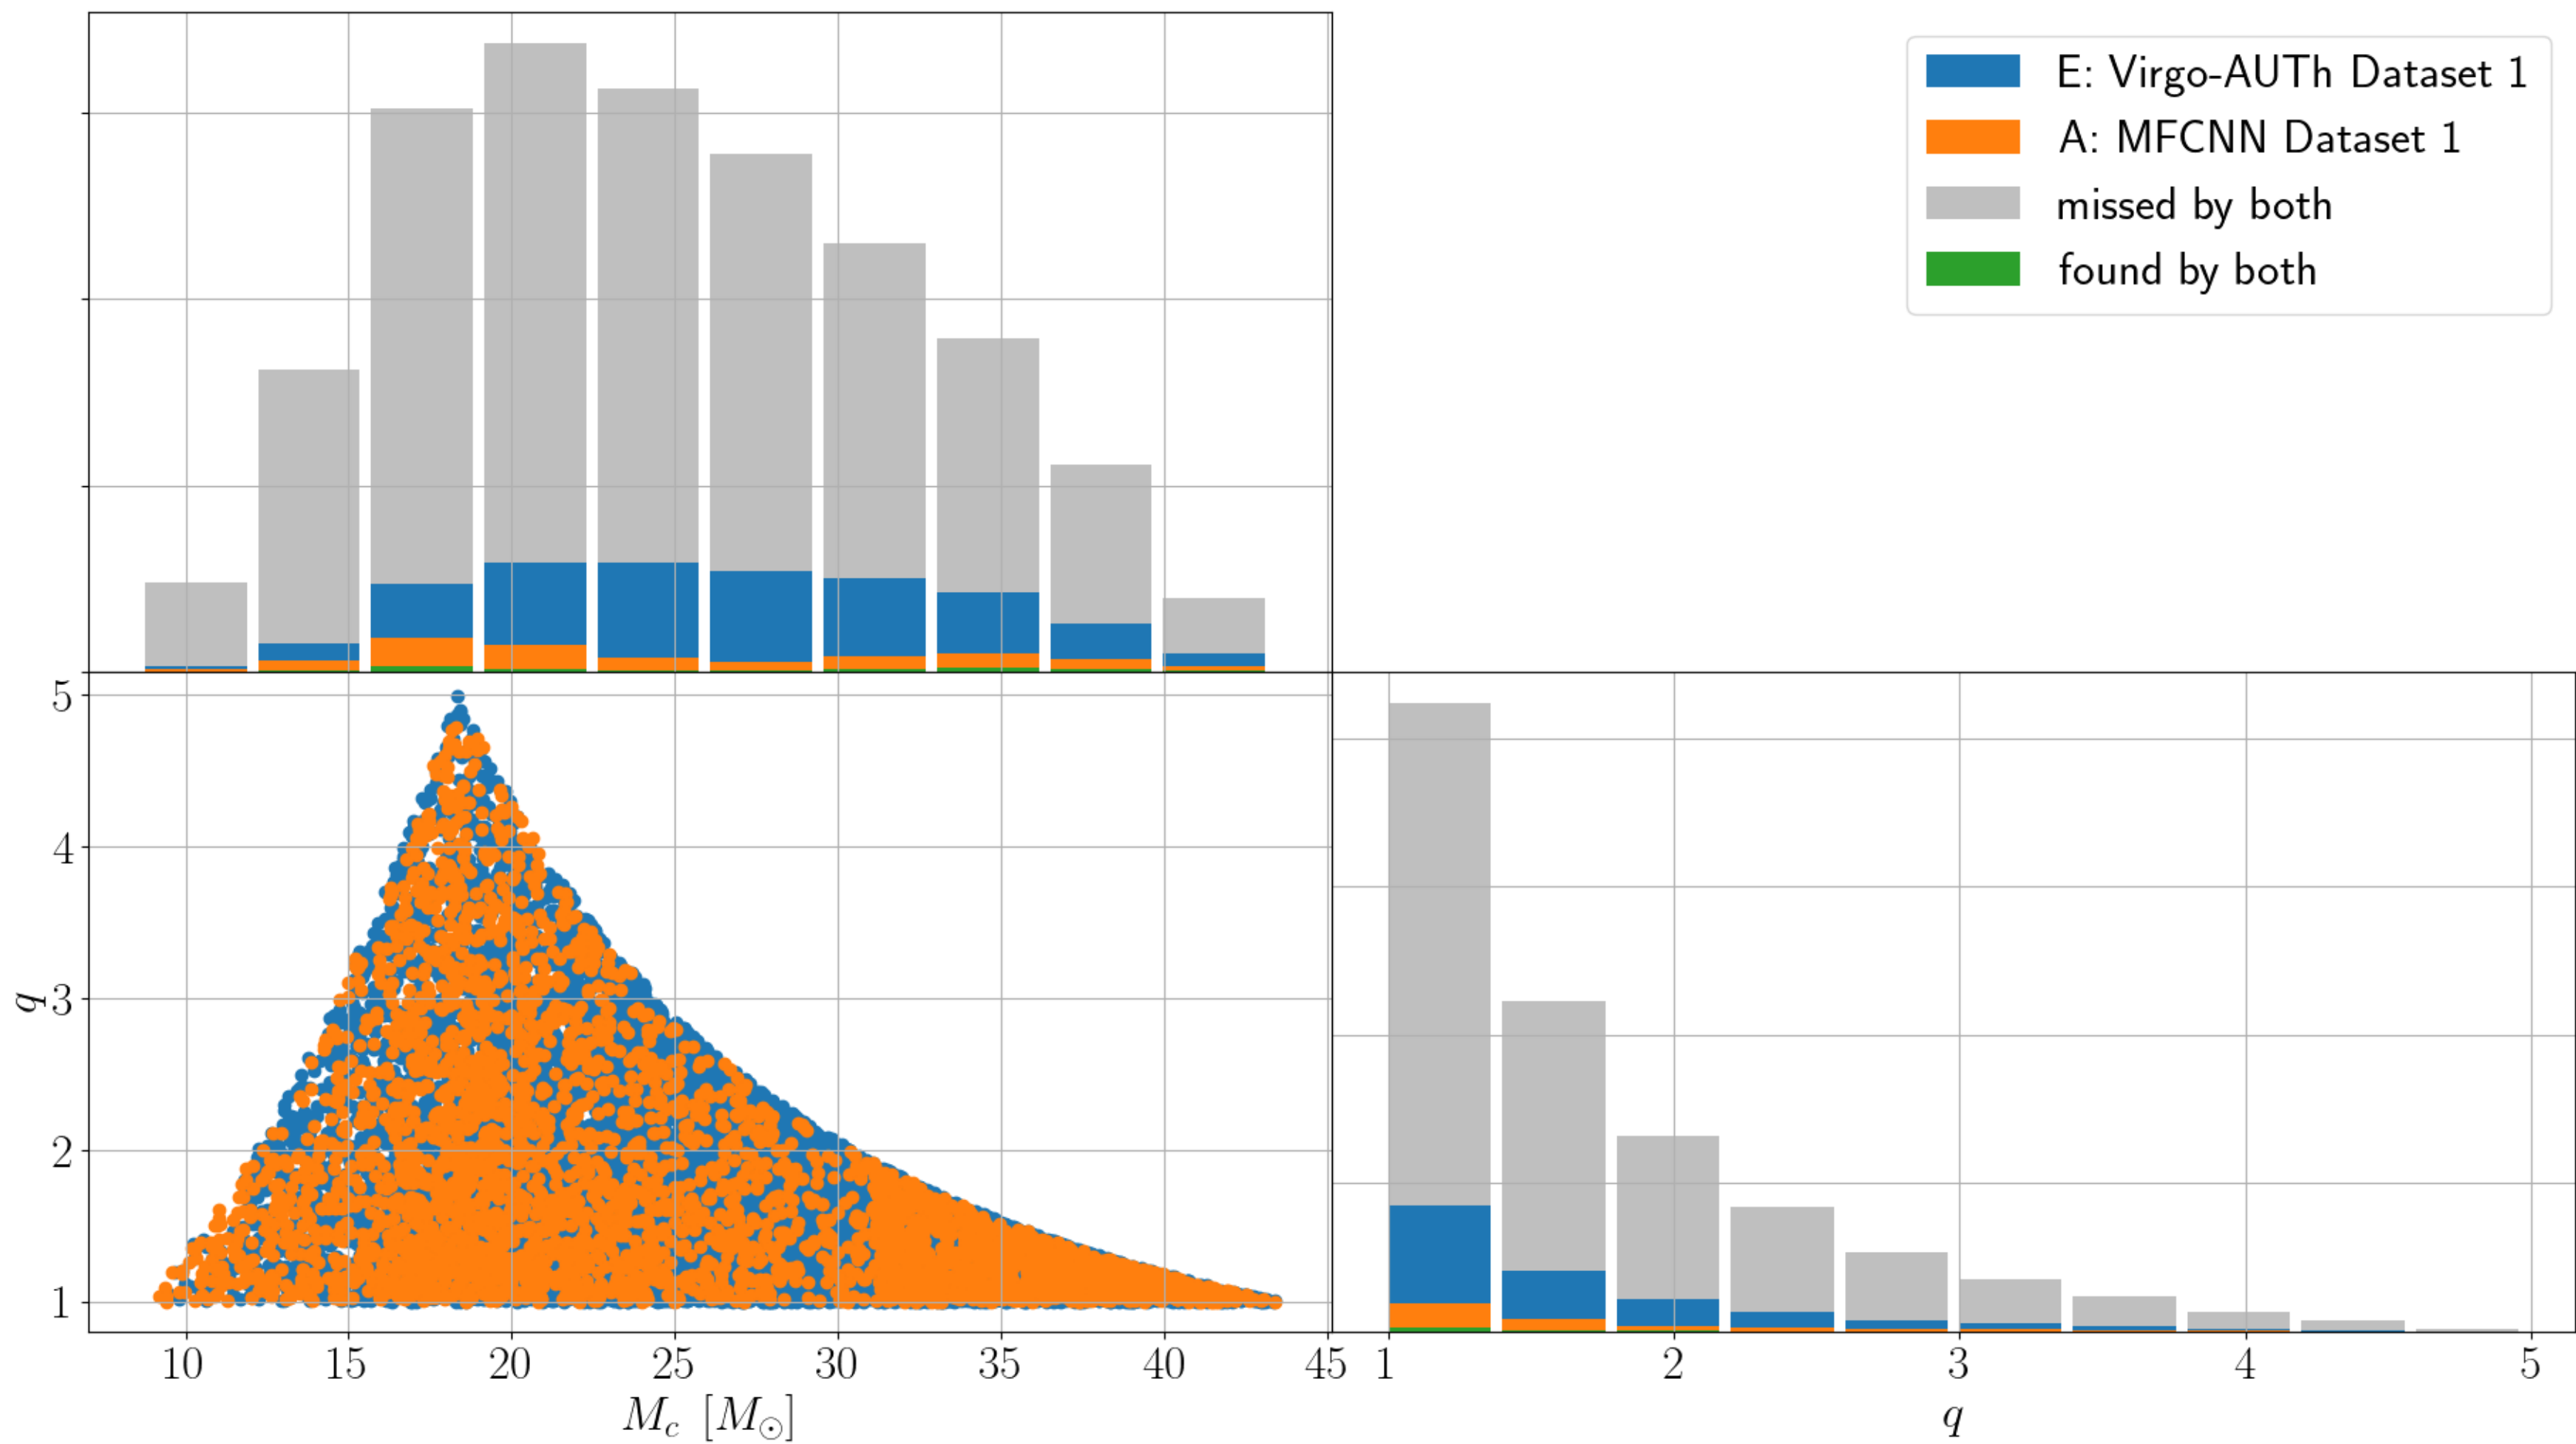 E: Virgo-AUTh Dataset 1
A: MFCNN Dataset 1
missed by both
found by both
5
4
3
2
1
q
10 15 20 25 30 35 40 45
M_c [M_⊙]
1 2 3 4 5
q